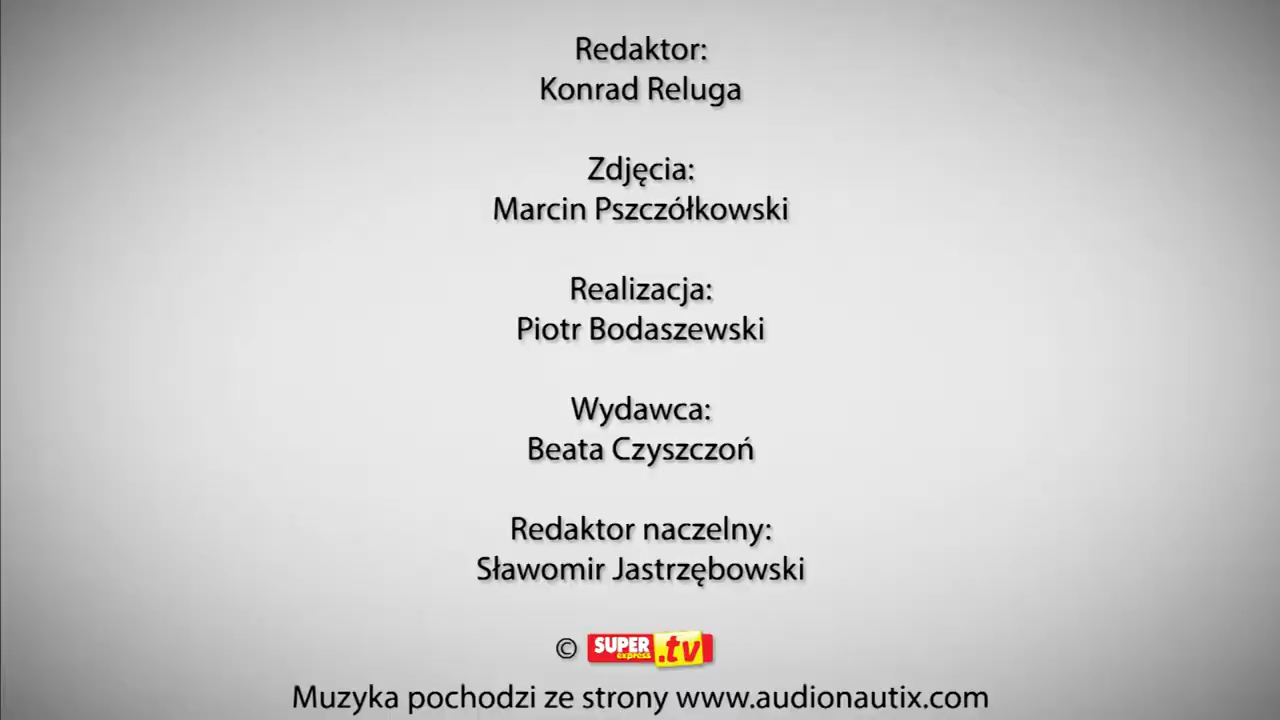 Redaktor:
Konrad Reluga
Zdjęcia:
Marcin Pszczółkowski
Realizacja:
Piotr Bodaszewski
Wydawca:
Beata Czyszczoń
Redaktor naczelny:
Sławomir Jastrzębowski
© SUPER express .tv
Muzyka pochodzi ze strony www.audionautix.com